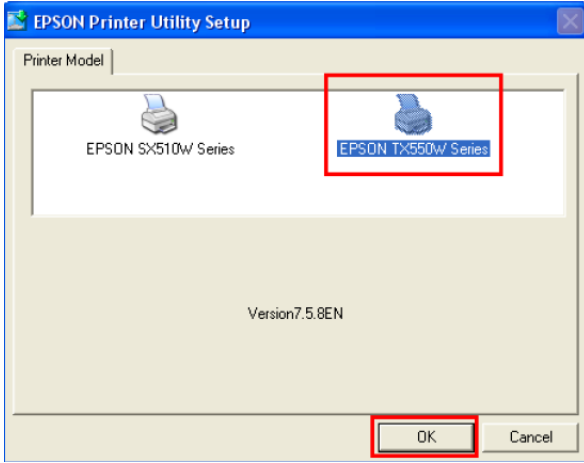 EPSON Printer Utility Setup
Printer Model
EPSON SX510W Series
EPSON TX550W Series
Version7.5.8EN
OK
Cancel